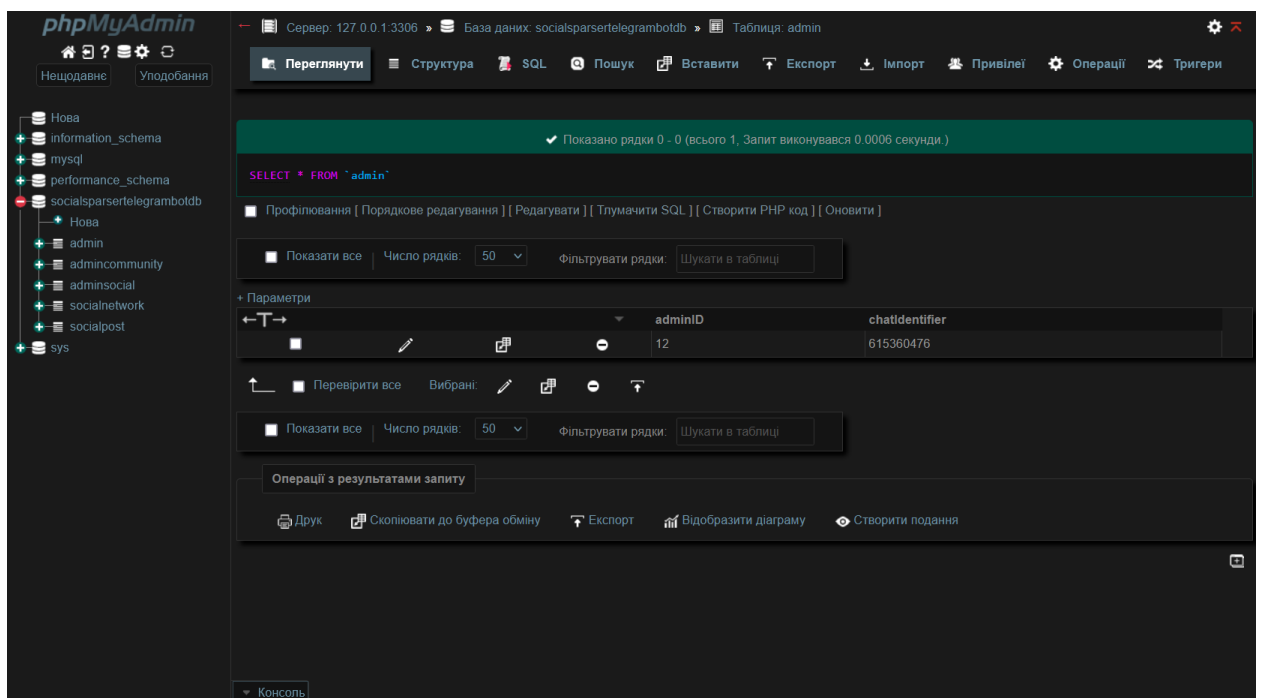 phpMyAdmin
Нещодавнє Уподобання
Нова
information_schema
mysql
performance_schema
socialsparsertelegrambotdb
Нова
admin
admincommunity
adminsocial
socialnetwork
socialpost
sys
Сервер: 127.0.0.1:3306 » База даних: socialsparsertelegrambotdb » Таблиця: admin
Переглянути Структура SQL Пошук Вставити Експорт Імпорт Привілеї Операції Тригери
Показано рядки 0 - 0 (всього 1, Запит виконувався 0.0006 секунди.)
SELECT * FROM `admin`
Профілювання [ Порядкове редагування ] [ Редагувати ] [ Тлумачити SQL ] [ Створити PHP код ] [ Оновити ]
Показати все Число рядків: 50 Фільтрувати рядки: Шукати в таблиці
+ Параметри
←T→ adminID chatIdentifier
12 615360476
Перевірити все Вибрані:
Показати все Число рядків: 50 Фільтрувати рядки: Шукати в таблиці
Операції з результатами запиту
Друк Скопіювати до буфера обміну Експорт Відобразити діаграму Створити подання
Консоль